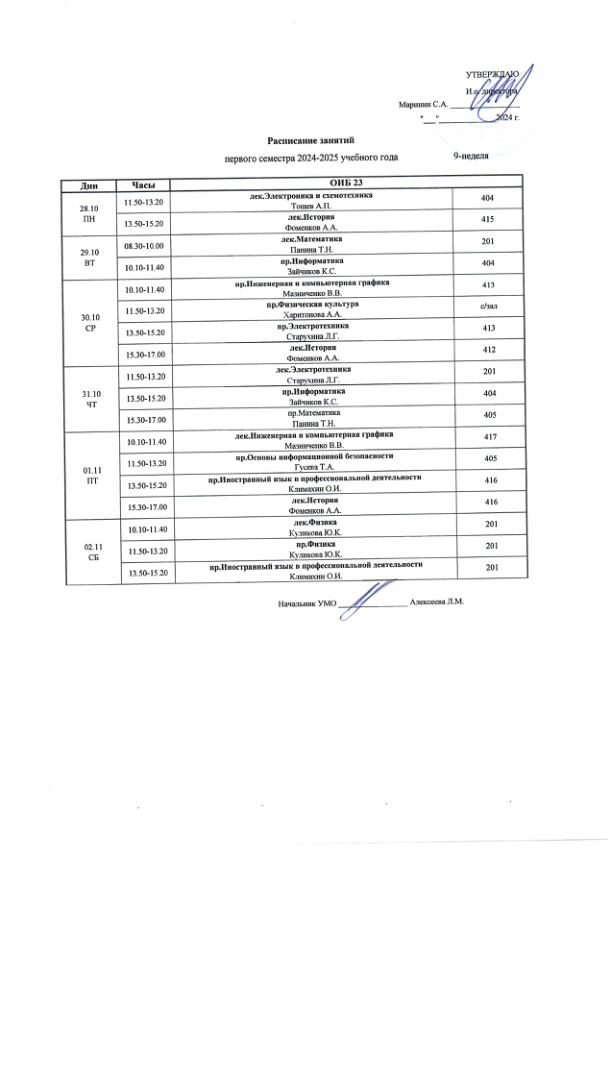 УТВЕРЖДАЮ
И.о. директора
Маринин С.А. ________________
"___"_____________2024 г.
Расписание занятий
первого семестра 2024-2025 учебного года 9-неделя
Дни Часы ОИБ 23
28.10 ПН
11.50-13.20 лек.Электроника и схемотехника 404
Тошев А.П.
13.50-15.20 лек.История 415
Фоменков А.А.
29.10 ВТ
08.30-10.00 лек.Математика 201
Панина Т.Н.
10.10-11.40 пр.Информатика 404
Зайчиков К.С.
30.10 СР
10.10-11.40 пр.Инженерная и компьютерная графика 413
Мазниченко В.В.
11.50-13.20 пр.Физическая культура с/зал
Харитонова А.А.
13.50-15.20 пр.Электротехника 413
Старухина Л.Г.
15.30-17.00 лек.История 412
Фоменков А.А.
31.10 ЧТ
11.50-13.20 лек.Электротехника 201
Старухина Л.Г.
13.50-15.20 пр.Информатика 404
Зайчиков К.С.
15.30-17.00 пр.Математика 405
Панина Т.Н.
01.11 ПТ
10.10-11.40 лек.Инженерная и компьютерная графика 417
Мазниченко В.В.
11.50-13.20 пр.Основы информационной безопасности 405
Гусева Т.А.
13.50-15.20 пр.Иностранный язык в профессиональной деятельности 416
Климахин О.И.
15.30-17.00 лек.История 416
Фоменков А.А.
02.11 СБ
10.10-11.40 лек.Физика 201
Куликова Ю.К.
11.50-13.20 пр.Физика 201
Куликова Ю.К.
13.50-15.20 пр.Иностранный язык в профессиональной деятельности 201
Климахин О.И.
Начальник УМО ________________ Алексеева Л.М.